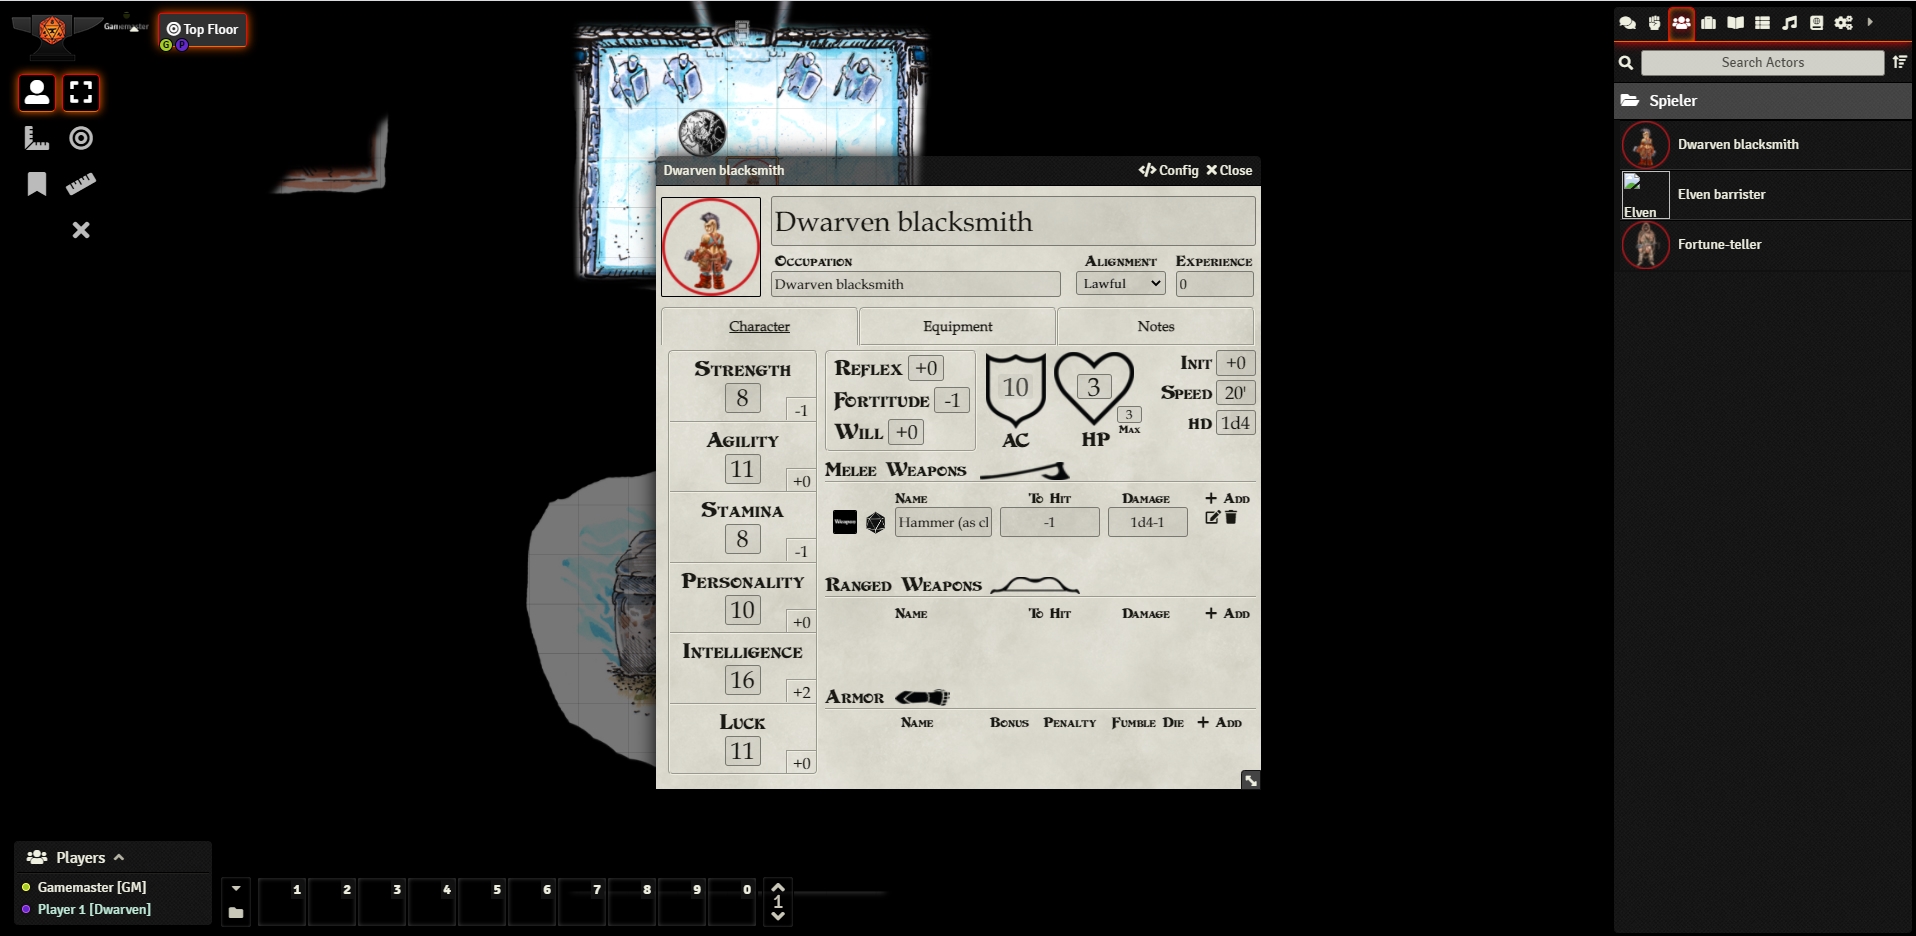 Gamemaster
Top Floor
G P
Search Actors
Spieler
Dwarven blacksmith
Elven
Elven barrister
Fortune-teller
Dwarven blacksmith
Config Close
Dwarven blacksmith
Occupation Alignment Experience
Dwarven blacksmith Lawful 0
Character Equipment Notes
Strength
8
-1
Agility
11
+0
Stamina
8
-1
Personality
10
+0
Intelligence
16
+2
Luck
11
+0
Reflex +0
Fortitude -1
Will +0
10
AC
3
HP
3
Max
Init +0
Speed 20'
HD 1d4
Melee Weapons
Name To Hit Damage + Add
Weapon Hammer (as cl -1 1d4-1
Ranged Weapons
Name To Hit Damage + Add
Armor
Name Bonus Penalty Fumble Die + Add
Players
Gamemaster [GM]
Player 1 [Dwarven]
1 2 3 4 5 6 7 8 9 0
1